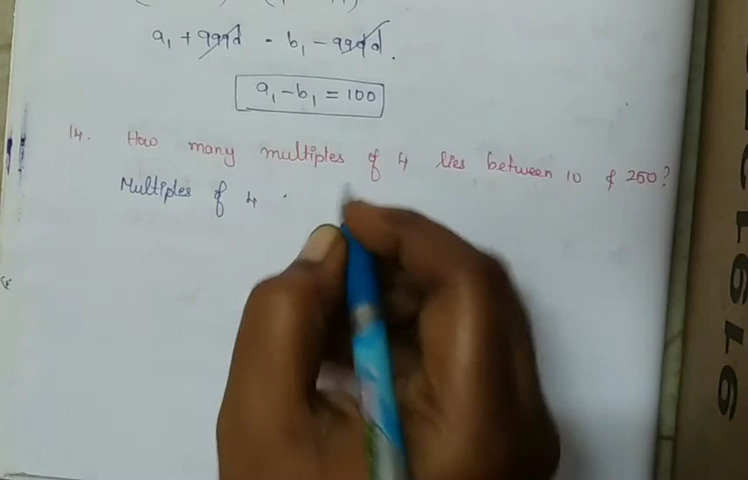 a₁ + 99d - b₁ - 99d.
a₁ - b₁ = 100
14. How many multiples of 4 lies between 10 & 250?
Multiples of 4
919